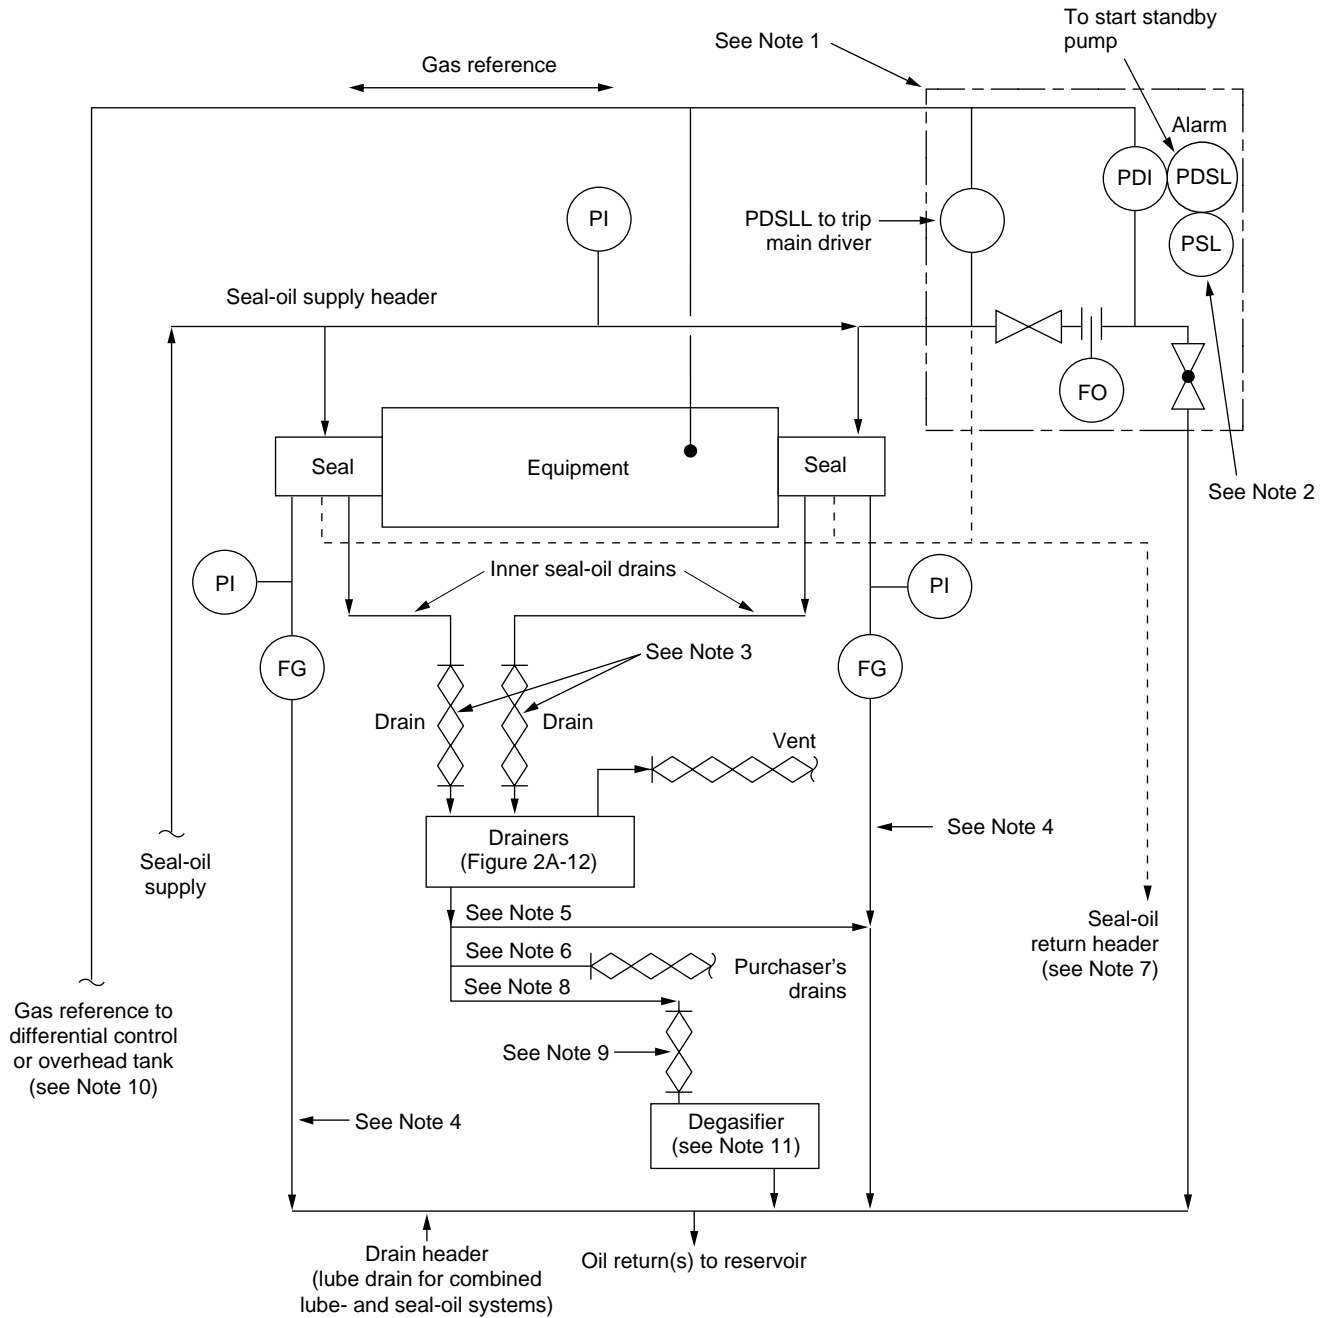 To start standby
pump
See Note 1
Gas reference
Alarm
PDI
PDSL
PI
PDSLL to trip
main driver
PSL
Seal-oil supply header
FO
Seal
Equipment
Seal
See Note 2
PI
Inner seal-oil drains
PI
FG
See Note 3
FG
Drain
Drain
Vent
Drainers
(Figure 2A-12)
See Note 4
Seal-oil
supply
See Note 5
Seal-oil
return header
(see Note 7)
See Note 6
Purchaser's
drains
See Note 8
Gas reference to
differential control
or overhead tank
(see Note 10)
See Note 9
See Note 4
Degasifier
(see Note 11)
Drain header
(lube drain for combined
lube- and seal-oil systems)
Oil return(s) to reservoir